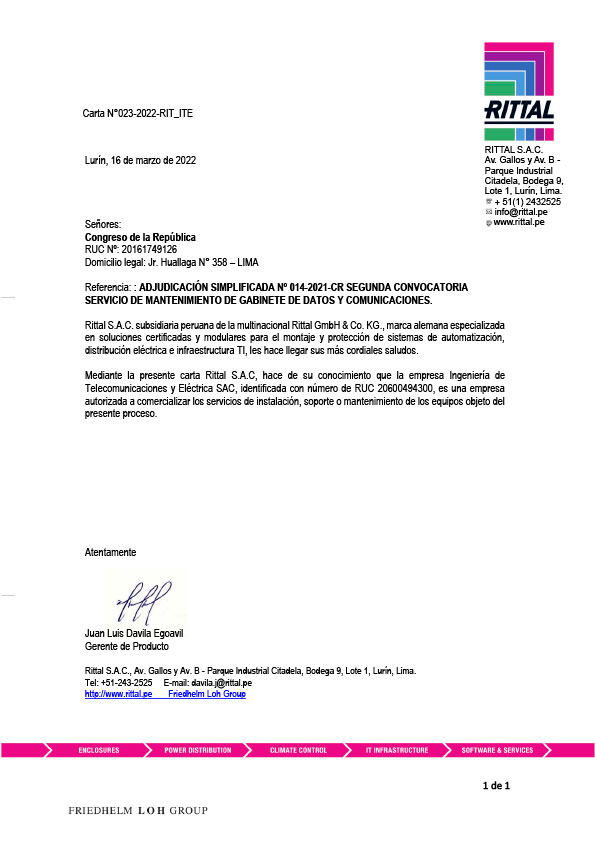 RITTAL
Carta N°023-2022-RIT_ITE
RITTAL S.A.C.
Av. Gallos y Av. B -
Parque Industrial
Citadela, Bodega 9,
Lote 1, Lurín, Lima.
+ 51(1) 2432525
info@rittal.pe
www.rittal.pe
Lurín, 16 de marzo de 2022
Señores:
Congreso de la República
RUC Nº: 20161749126
Domicilio legal: Jr. Huallaga N° 358 – LIMA
Referencia: : ADJUDICACIÓN SIMPLIFICADA Nº 014-2021-CR SEGUNDA CONVOCATORIA
SERVICIO DE MANTENIMIENTO DE GABINETE DE DATOS Y COMUNICACIONES.
Rittal S.A.C. subsidiaria peruana de la multinacional Rittal GmbH & Co. KG., marca alemana especializada
en soluciones certificadas y modulares para el montaje y protección de sistemas de automatización,
distribución eléctrica e infraestructura TI, les hace llegar sus más cordiales saludos.
Mediante la presente carta Rittal S.A.C, hace de su conocimiento que la empresa Ingeniería de
Telecomunicaciones y Eléctrica SAC, identificada con número de RUC 20600494300, es una empresa
autorizada a comercializar los servicios de instalación, soporte o mantenimiento de los equipos objeto del
presente proceso.
Atentamente
Juan Luis Davila Egoavil
Gerente de Producto
Rittal S.A.C., Av. Gallos y Av. B - Parque Industrial Citadela, Bodega 9, Lote 1, Lurín, Lima.
Tel: +51-243-2525 E-mail: davila.j@rittal.pe
http://www.rittal.pe Friedhelm Loh Group
ENCLOSURES POWER DISTRIBUTION CLIMATE CONTROL IT INFRASTRUCTURE SOFTWARE & SERVICES
1 de 1
FRIEDHELM LOH GROUP